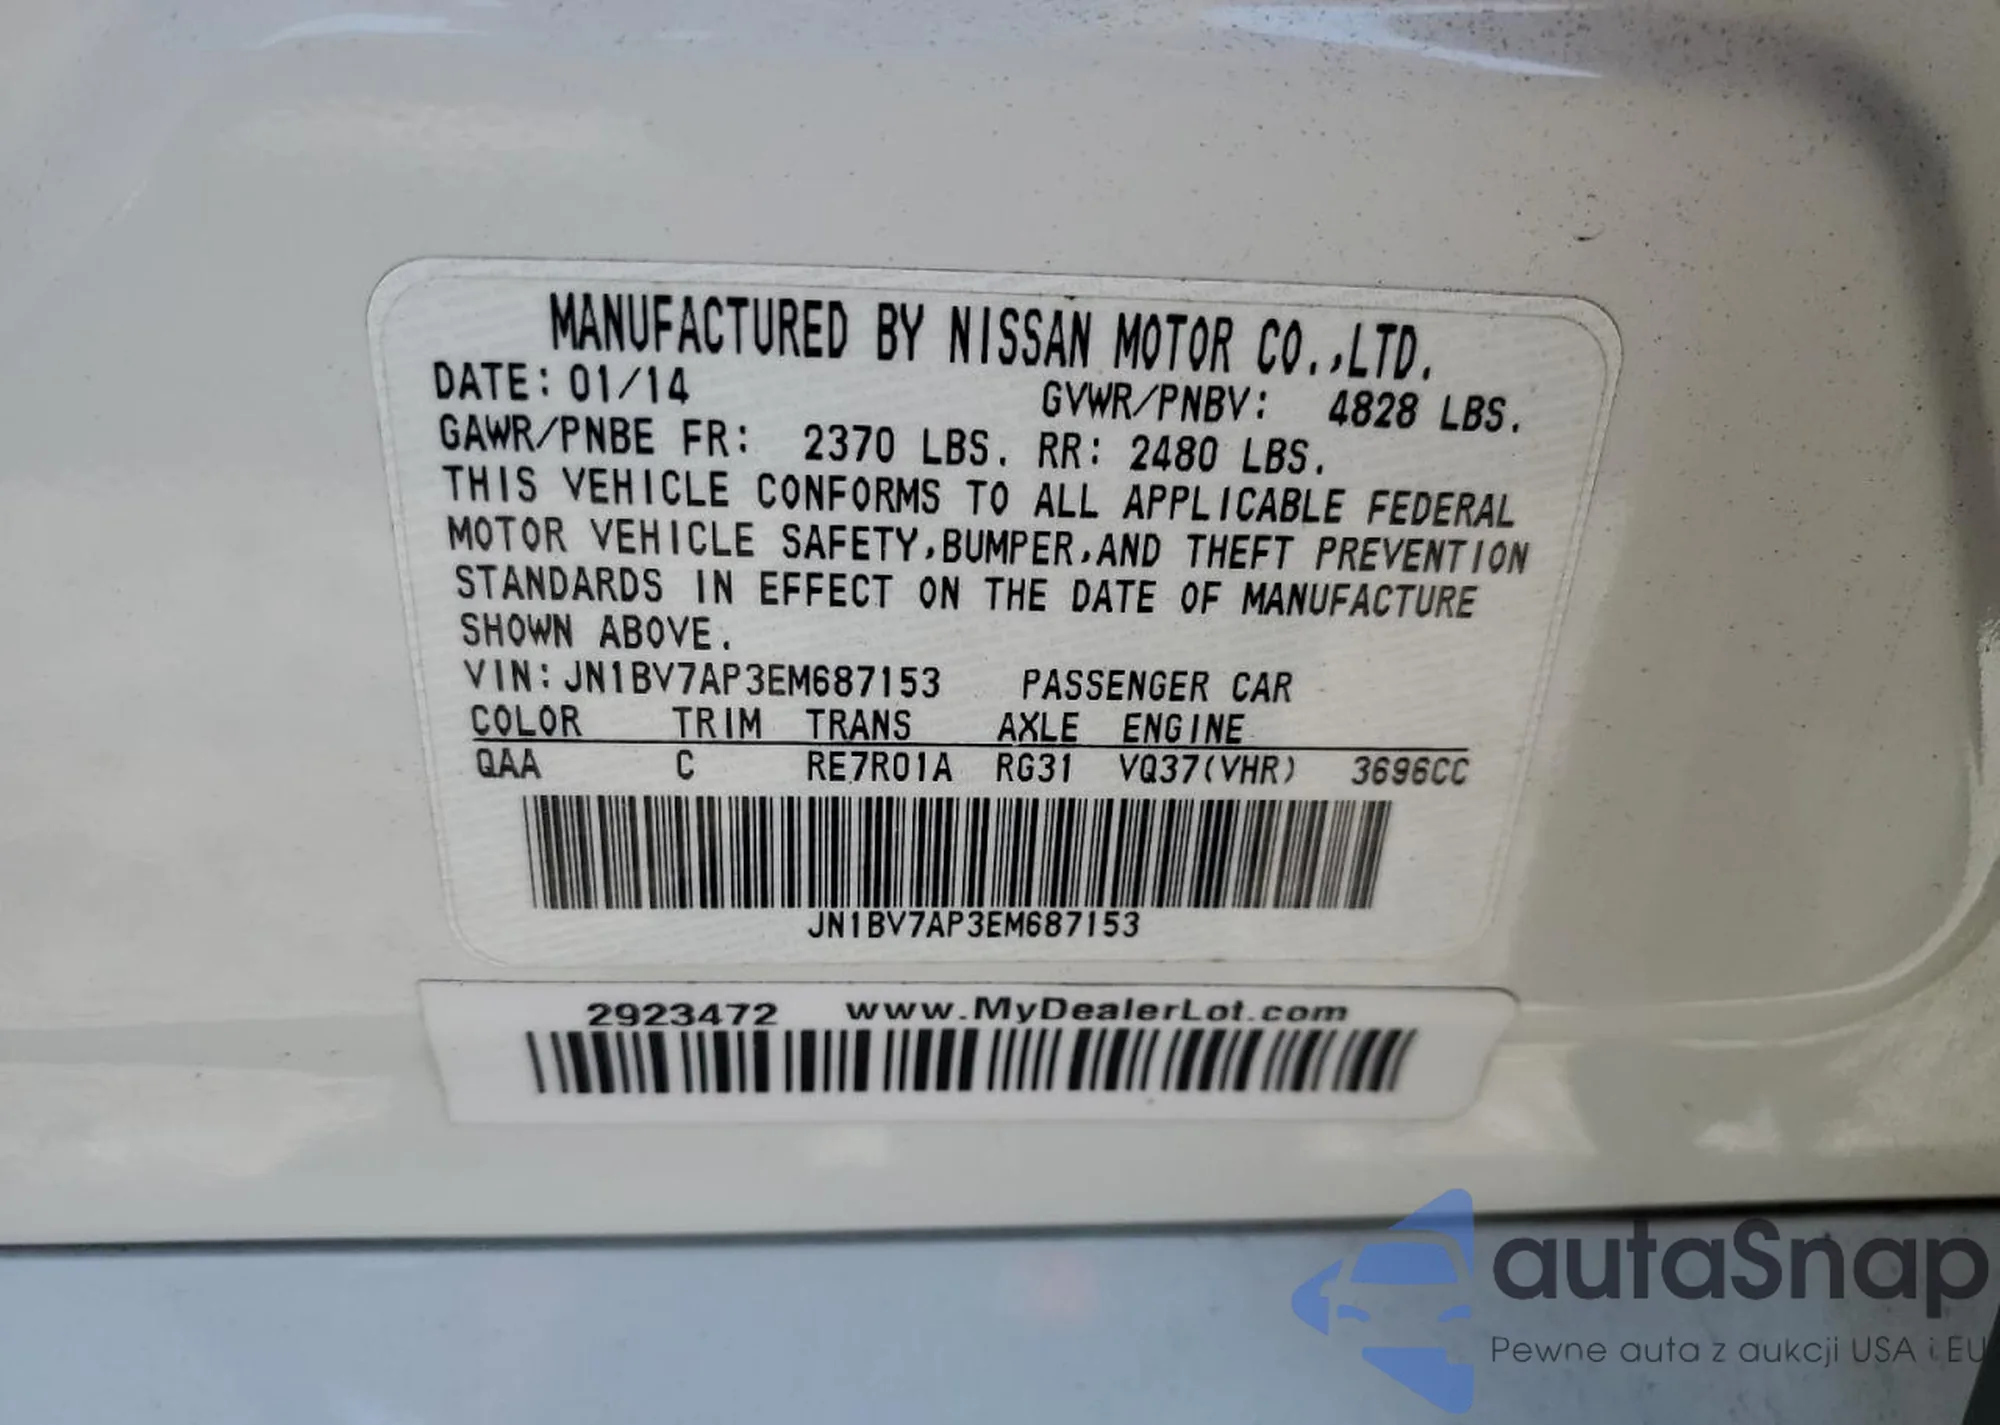 MANUFACTURED BY NISSAN MOTOR CO.,LTD.
DATE: 01/14 GVWR/PNBV: 4828 LBS.
GAWR/PNBE FR: 2370 LBS. RR: 2480 LBS.
THIS VEHICLE CONFORMS TO ALL APPLICABLE FEDERAL
MOTOR VEHICLE SAFETY,BUMPER,AND THEFT PREVENTION
STANDARDS IN EFFECT ON THE DATE OF MANUFACTURE
SHOWN ABOVE.
VIN:JN1BV7AP3EM687153 PASSENGER CAR
COLOR TRIM TRANS AXLE ENGINE
QAA C RE7R01A RG31 VQ37(VHR) 3696CC
JN1BV7AP3EM687153
2923472 www.MyDealerLot.com
autaSnap
Pewne auta z aukcji USA i EU